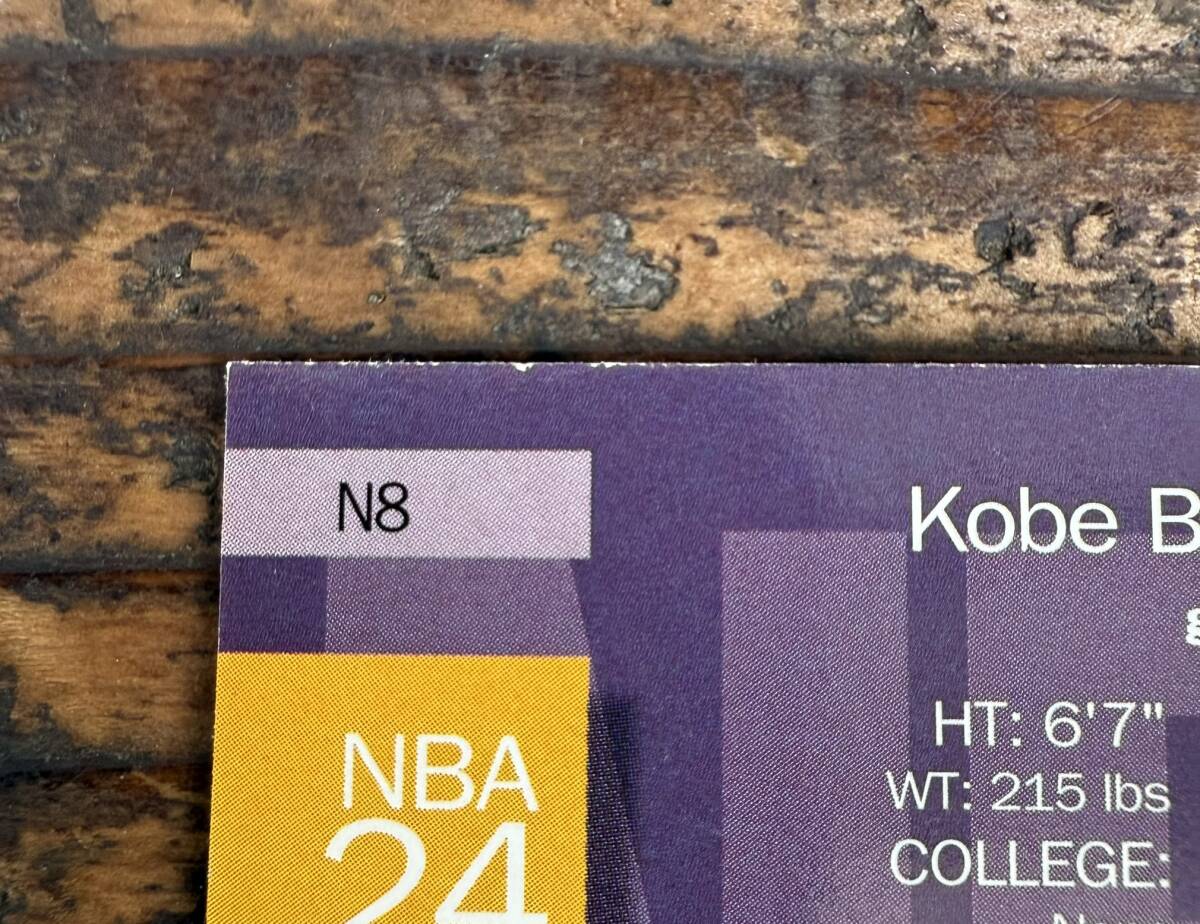 N8
Kobe B
g
HT: 6'7"
WT: 215 lbs
COLLEGE:
N
NBA
24